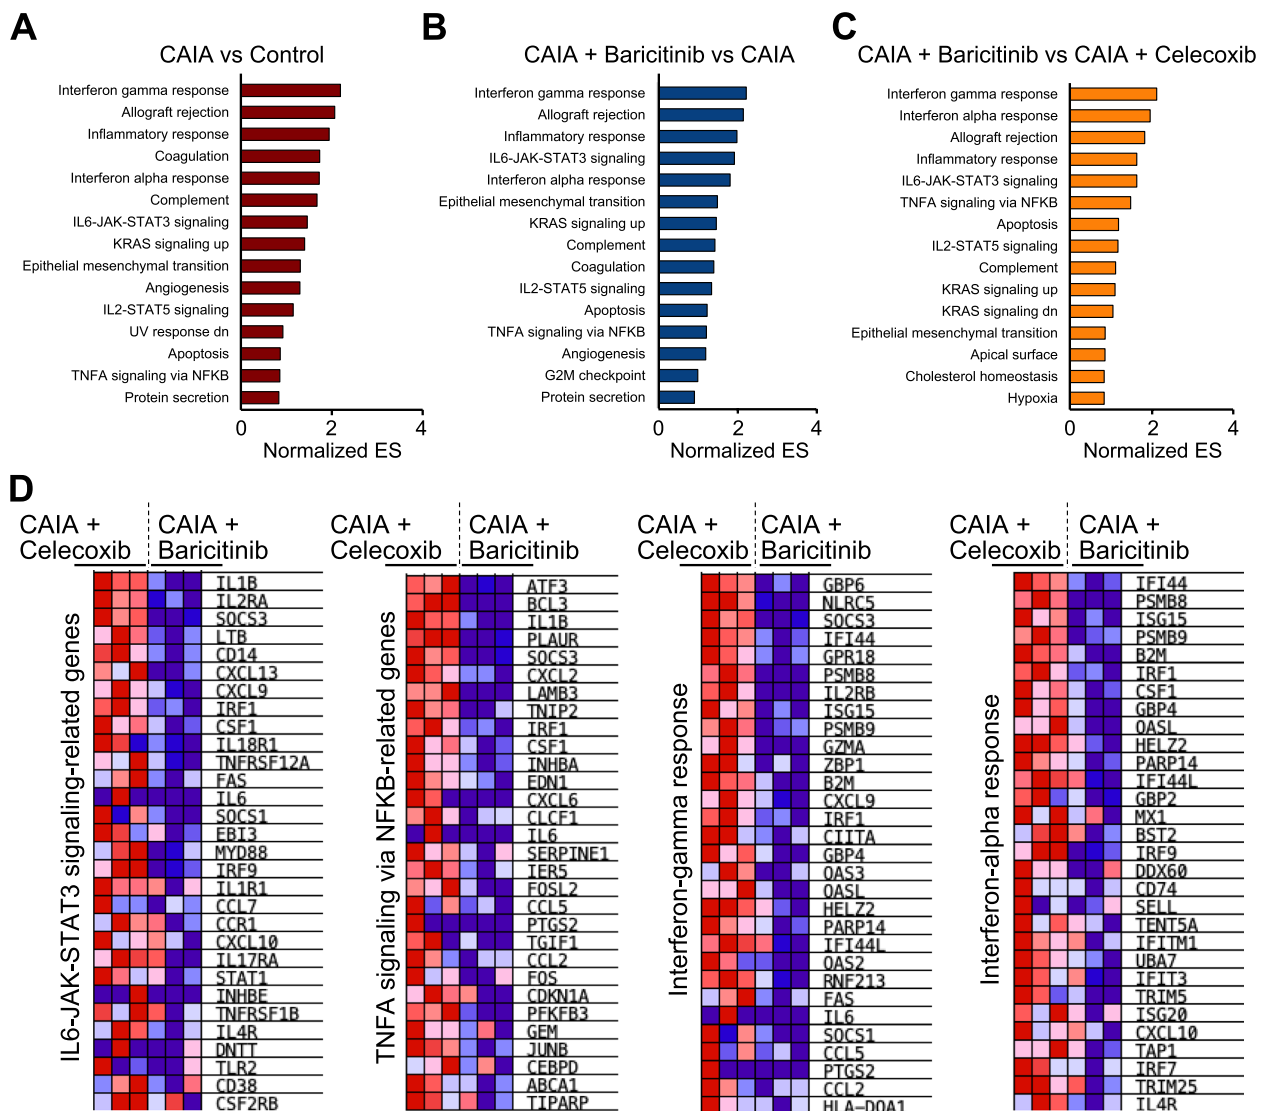 A
CAIA vs Control
Interferon gamma response
Allograft rejection
Inflammatory response
Coagulation
Interferon alpha response
Complement
IL6-JAK-STAT3 signaling
KRAS signaling up
Epithelial mesenchymal transition
Angiogenesis
IL2-STAT5 signaling
UV response dn
Apoptosis
TNFA signaling via NFKB
Protein secretion
0 2 4
Normalized ES
B
CAIA + Baricitinib vs CAIA
Interferon gamma response
Allograft rejection
Inflammatory response
IL6-JAK-STAT3 signaling
Interferon alpha response
Epithelial mesenchymal transition
KRAS signaling up
Complement
Coagulation
IL2-STAT5 signaling
Apoptosis
TNFA signaling via NFKB
Angiogenesis
G2M checkpoint
Protein secretion
0 2 4
Normalized ES
C
CAIA + Baricitinib vs CAIA + Celecoxib
Interferon gamma response
Interferon alpha response
Allograft rejection
Inflammatory response
IL6-JAK-STAT3 signaling
TNFA signaling via NFKB
Apoptosis
IL2-STAT5 signaling
Complement
KRAS signaling up
KRAS signaling dn
Epithelial mesenchymal transition
Apical surface
Cholesterol homeostasis
Hypoxia
0 2 4
Normalized ES
D
CAIA +
Celecoxib
CAIA +
Baricitinib
IL6-JAK-STAT3 signaling-related genes
IL1B
IL2RA
SOCS3
LTB
CD14
CXCL13
CXCL9
IRF1
CSF1
IL18R1
TNFRSF12A
FAS
IL6
SOCS1
EBI3
MYD88
IRF9
IL1R1
CCL7
CCR1
CXCL10
IL17RA
STAT1
INHBE
TNFRSF1B
IL4R
DNTT
TLR2
CD38
CSF2RB
CAIA +
Celecoxib
CAIA +
Baricitinib
TNFA signaling via NFKB-related genes
ATF3
BCL3
IL1B
PLAUR
SOCS3
CXCL2
LAMB3
TNIP2
IRF1
CSF1
INHBA
EDN1
CXCL6
CLCF1
IL6
SERPINE1
IER5
FOSL2
CCL5
PTGS2
TGIF1
CCL2
FOS
CDKN1A
PFKFB3
GEM
JUNB
CEBPD
ABCA1
TIPARP
CAIA +
Celecoxib
CAIA +
Baricitinib
Interferon-gamma response
GBP6
NLRC5
SOCS3
IFI44
GPR18
PSMB8
IL2RB
ISG15
PSMB9
GZMA
ZBP1
B2M
CXCL9
IRF1
CIITA
GBP4
OAS3
OASL
HELZ2
PARP14
IFI44L
OAS2
RNF213
FAS
IL6
SOCS1
CCL5
PTGS2
CCL2
HLA-DQA1
CAIA +
Celecoxib
CAIA +
Baricitinib
Interferon-alpha response
IFI44
PSMB8
ISG15
PSMB9
B2M
IRF1
CSF1
GBP4
OASL
HELZ2
PARP14
IFI44L
GBP2
MX1
BST2
IRF9
DDX60
CD74
SELL
TENT5A
IFITM1
UBA7
IFIT3
TRIM5
ISG20
CXCL10
TAP1
IRF7
TRIM25
IL4R